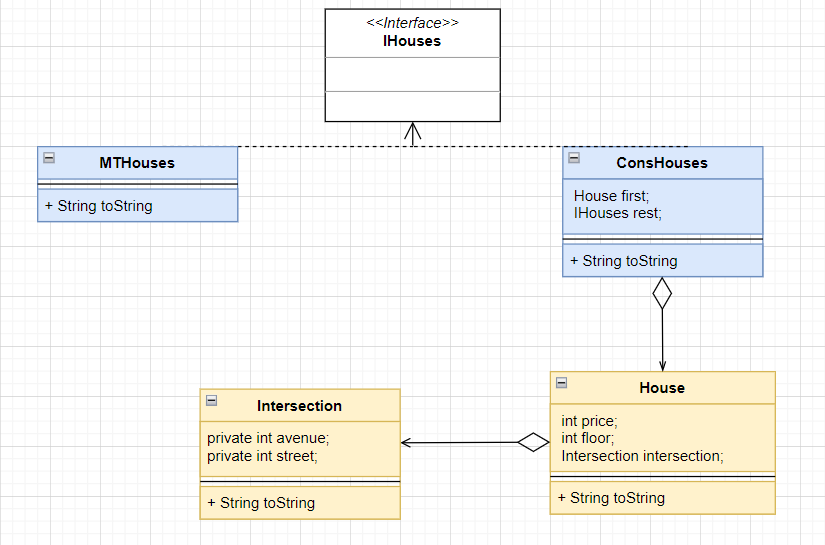 <<Interface>>
IHouses
MTHouses
+ String toString
ConsHouses
House first;
IHouses rest;
+ String toString
Intersection
private int avenue;
private int street;
+ String toString
House
int price;
int floor;
Intersection intersection;
+ String toString